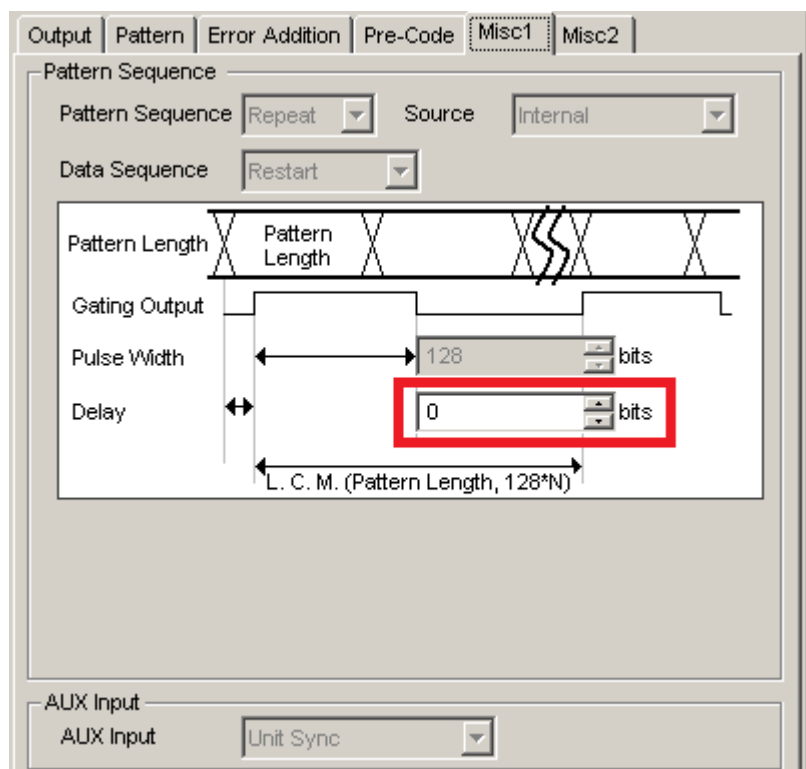 Output Pattern Error Addition Pre-Code Misc1 Misc2
Pattern Sequence
Pattern Sequence Repeat Source Internal
Data Sequence Restart
Pattern Length Pattern Length
Gating Output
Pulse Width 128 bits
Delay 0 bits
L. C. M. (Pattern Length, 128*N)
AUX Input
AUX Input Unit Sync